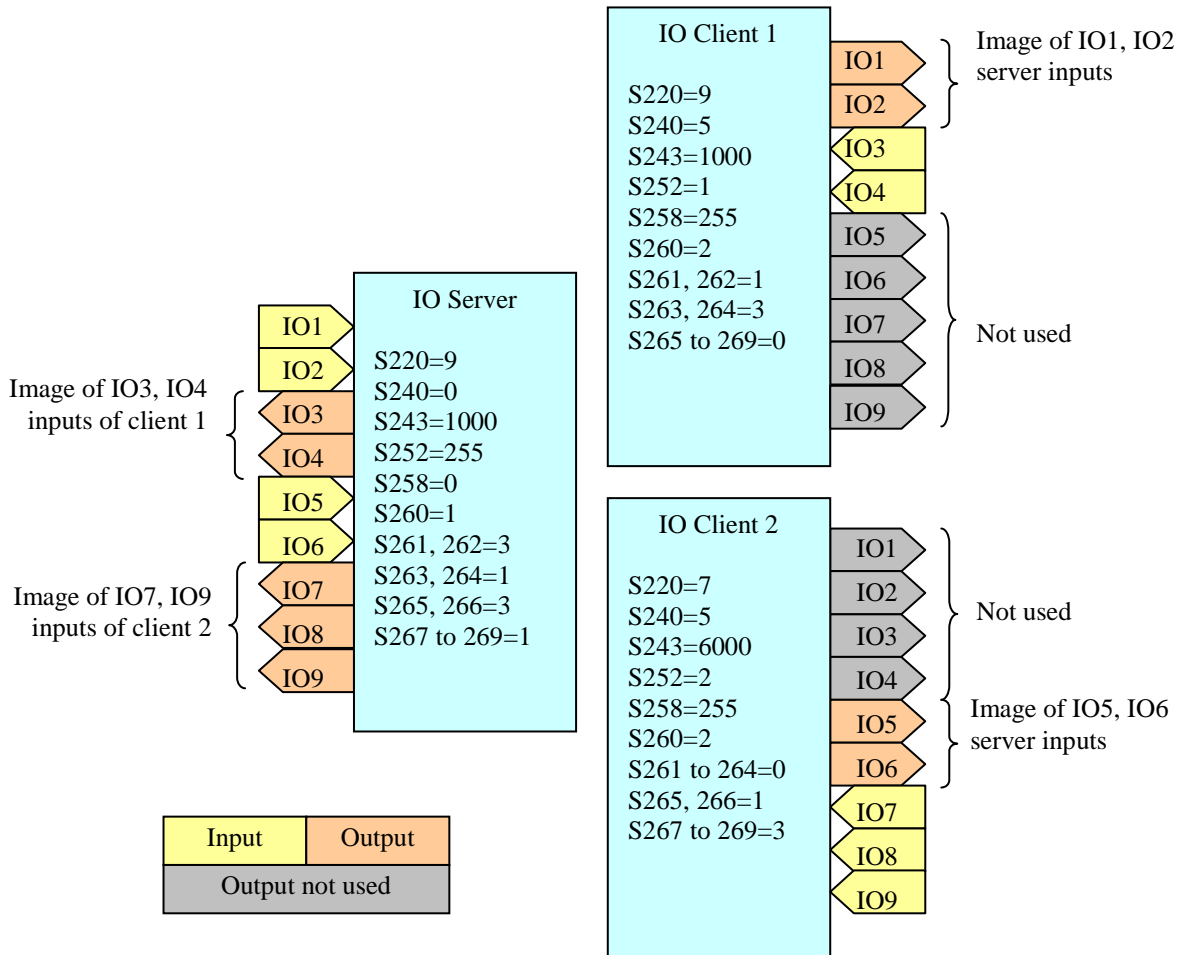 IO Client 1
S220=9
S240=5
S243=1000
S252=1
S258=255
S260=2
S261, 262=1
S263, 264=3
S265 to 269=0
IO1
IO2
IO3
IO4
IO5
IO6
IO7
IO8
IO9
Image of IO1, IO2
server inputs
Not used
IO Server
S220=9
S240=0
S243=1000
S252=255
S258=0
S260=1
S261, 262=3
S263, 264=1
S265, 266=3
S267 to 269=1
IO1
IO2
IO3
IO4
IO5
IO6
IO7
IO8
IO9
Image of IO3, IO4
inputs of client 1
Image of IO7, IO9
inputs of client 2
IO Client 2
S220=7
S240=5
S243=6000
S252=2
S258=255
S260=2
S261 to 264=0
S265, 266=1
S267 to 269=3
IO1
IO2
IO3
IO4
IO5
IO6
IO7
IO8
IO9
Not used
Image of IO5, IO6
server inputs
Input
Output
Output not used